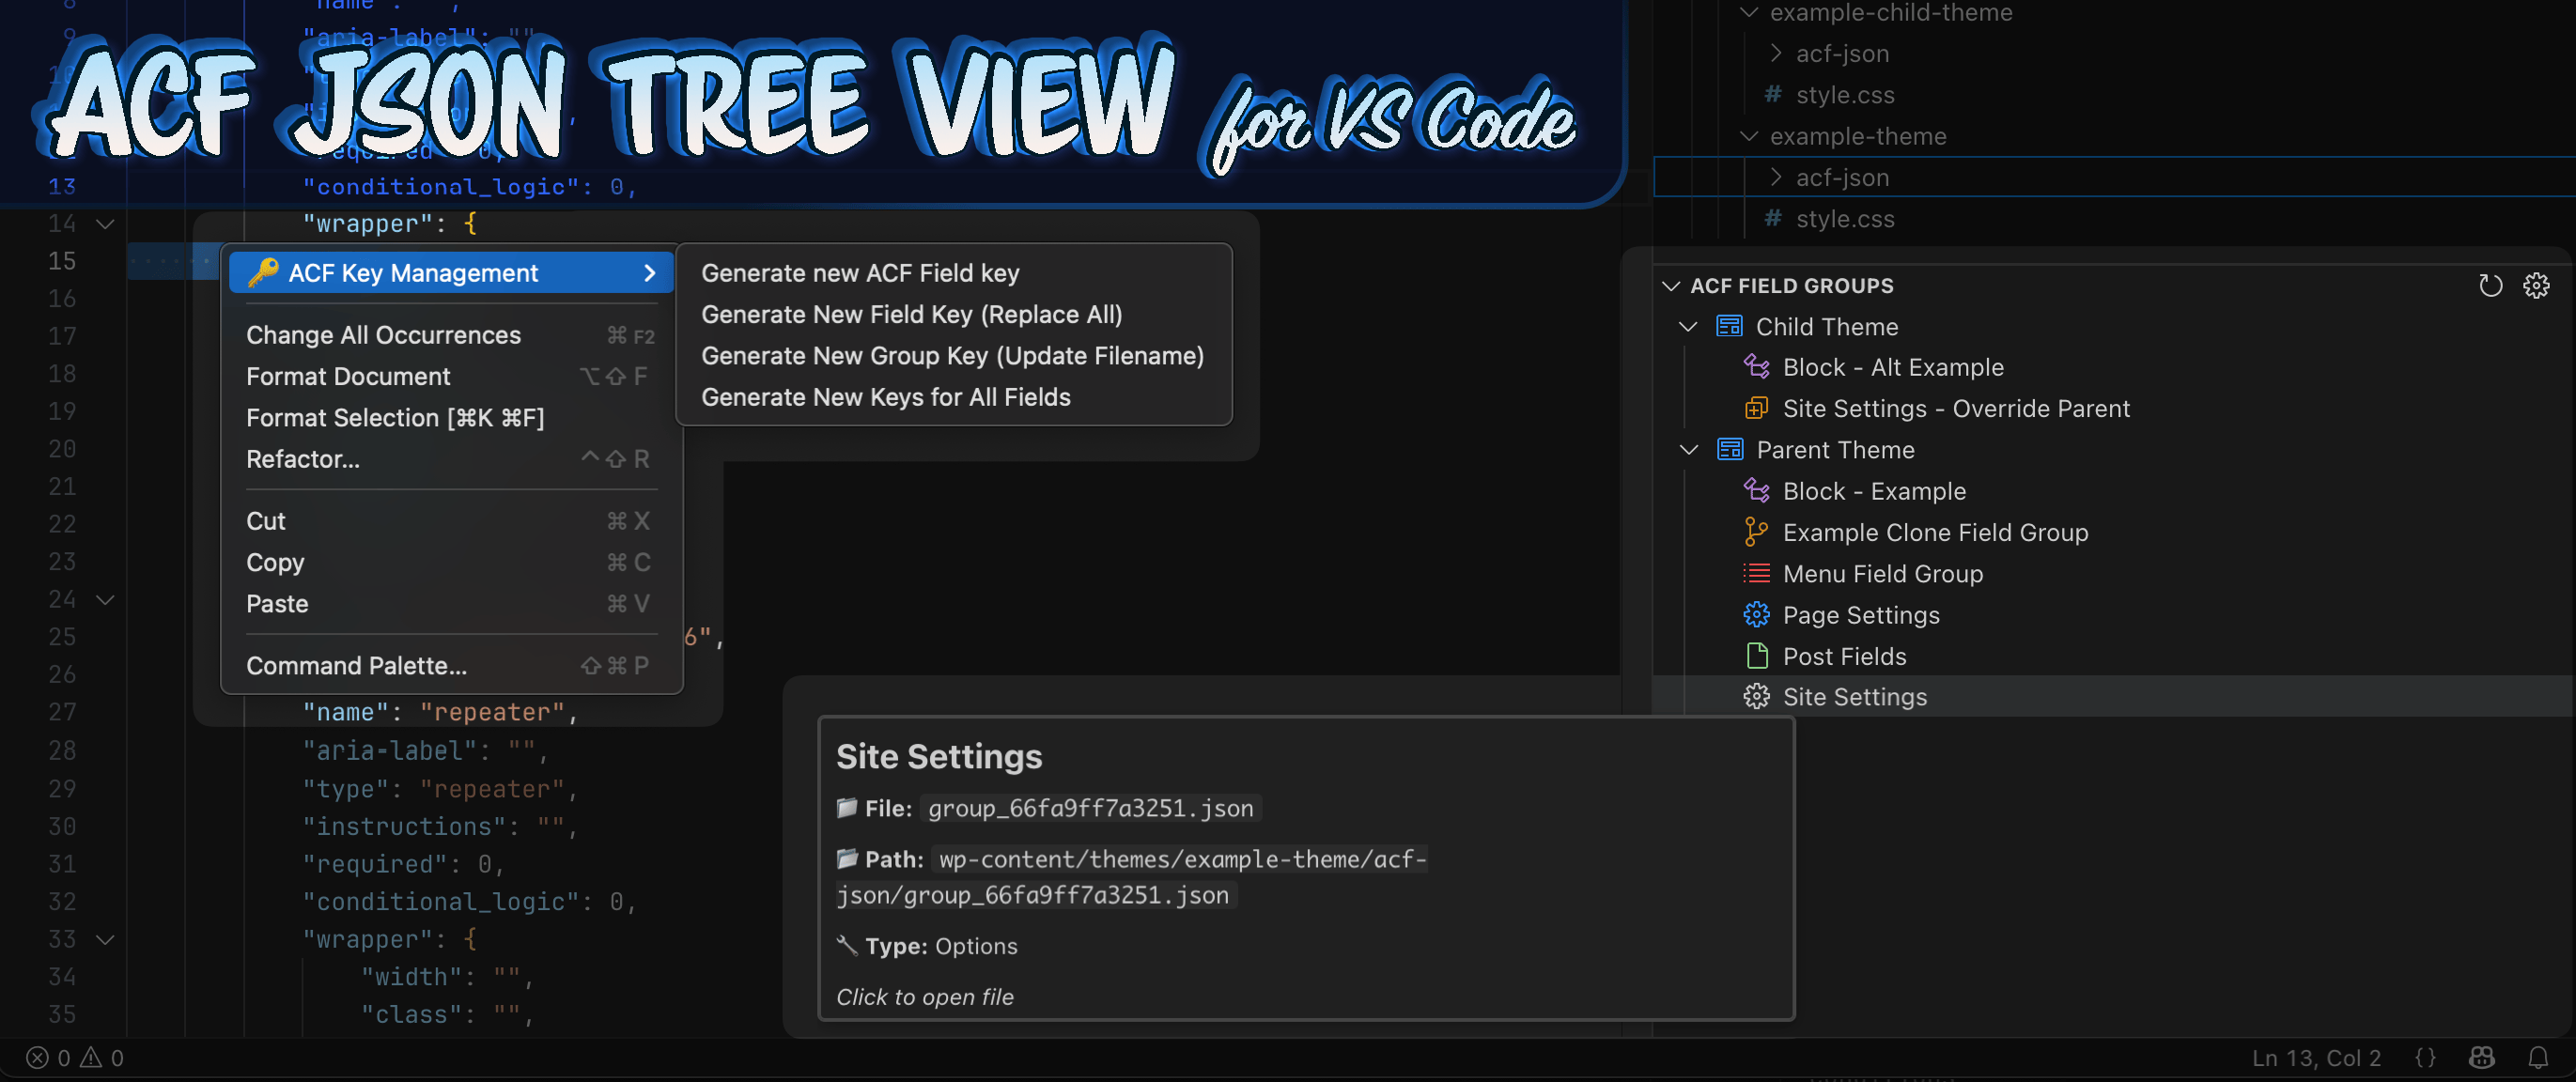 ACF JSON TREE VIEW for VS Code
8
9 "aria-label": "",
13 "conditional_logic": 0,
14 "wrapper": {
15
16
17
18
19
20
21
22
23
24
25 6",
26
27 "name": "repeater",
28 "aria-label": "",
29 "type": "repeater",
30 "instructions": "",
31 "required": 0,
32 "conditional_logic": 0,
33 "wrapper": {
34 "width": "",
35 "class": "",
ACF Key Management
Change All Occurrences ⌘ F2
Format Document ⌥⇧ F
Format Selection [⌘K ⌘F]
Refactor... ^⇧ R
Cut ⌘ X
Copy ⌘ C
Paste ⌘ V
Command Palette... ⇧⌘ P
Generate new ACF Field key
Generate New Field Key (Replace All)
Generate New Group Key (Update Filename)
Generate New Keys for All Fields
example-child-theme
acf-json
# style.css
example-theme
acf-json
# style.css
ACF FIELD GROUPS
Child Theme
Block - Alt Example
Site Settings - Override Parent
Parent Theme
Block - Example
Example Clone Field Group
Menu Field Group
Page Settings
Post Fields
Site Settings
Site Settings
File: group_66fa9ff7a3251.json
Path: wp-content/themes/example-theme/acf-
json/group_66fa9ff7a3251.json
Type: Options
Click to open file
0 0
Ln 13, Col 2 {}